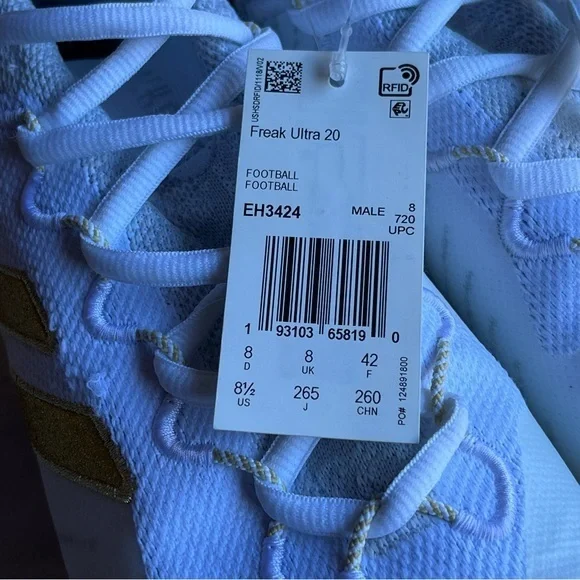 USHSDRFID/1118/V02
RFID
Freak Ultra 20
FOOTBALL
FOOTBALL
EH3424 MALE 8
720
UPC
1 93103 65819 0
8 8 42
D UK F
8½ 265 260
US J CHN
PO# 124891800